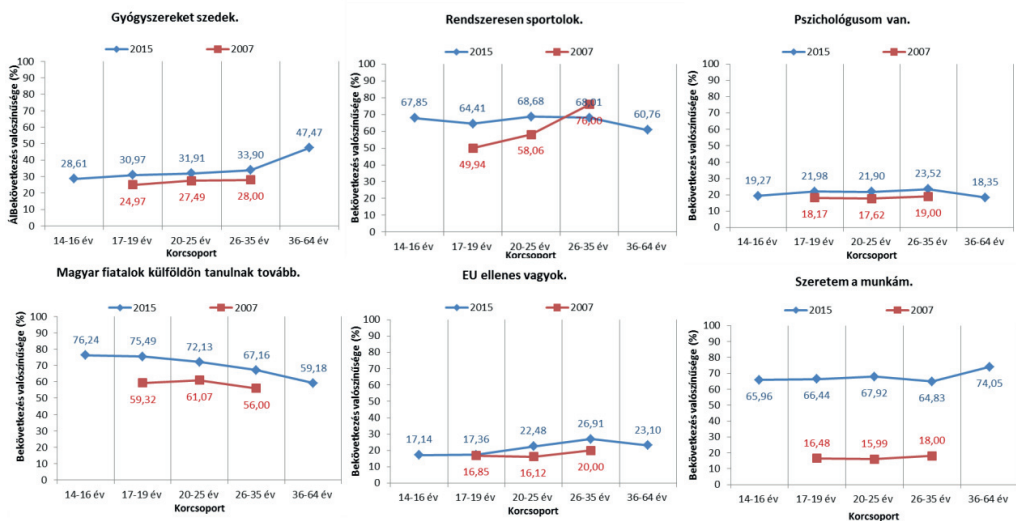 Gyógyszereket szedek.
2015 2007
ÁlBekövetkezés valószínűsége (%)
100
90
80
70
60
50
40
30
20
10
0
28,61 30,97 31,91 33,90 47,47
24,97 27,49 28,00
14-16 év 17-19 év 20-25 év 26-35 év 36-64 év
Korcsoport
Rendszeresen sportolok.
2015 2007
Bekövetkezés valószínűsége (%)
100
90
80
70
60
50
40
30
20
10
0
67,85 64,41 68,68 68,01 60,76
49,94 58,06 76,00
14-16 év 17-19 év 20-25 év 26-35 év 36-64 év
Korcsoport
Pszichológusom van.
2015 2007
Bekövetkezés valószínűsége (%)
100
90
80
70
60
50
40
30
20
10
0
19,27 21,98 21,90 23,52 18,35
18,17 17,62 19,00
14-16 év 17-19 év 20-25 év 26-35 év 36-64 év
Korcsoport
Magyar fiatalok külföldön tanulnak tovább.
2015 2007
Bekövetkezés valószínűsége (%)
100
90
80
70
60
50
40
30
20
10
0
76,24 75,49 72,13 67,16 59,18
59,32 61,07 56,00
14-16 év 17-19 év 20-25 év 26-35 év 36-64 év
Korcsoport
EU ellenes vagyok.
2015 2007
Bekövetkezés valószínűsége (%)
100
90
80
70
60
50
40
30
20
10
0
17,14 17,36 22,48 26,91 23,10
16,85 16,12 20,00
14-16 év 17-19 év 20-25 év 26-35 év 36-64 év
Korcsoport
Szeretem a munkám.
2015 2007
Bekövetkezés valószínűsége (%)
100
90
80
70
60
50
40
30
20
10
0
65,96 66,44 67,92 64,83 74,05
16,48 15,99 18,00
14-16 év 17-19 év 20-25 év 26-35 év 36-64 év
Korcsoport